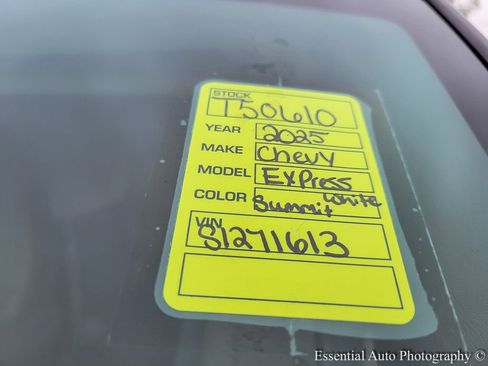 STOCK
T50610
YEAR 2025
MAKE Chevy
MODEL EXPress
COLOR Summit White
VIN
S1271613
Essential Auto Photography (c)